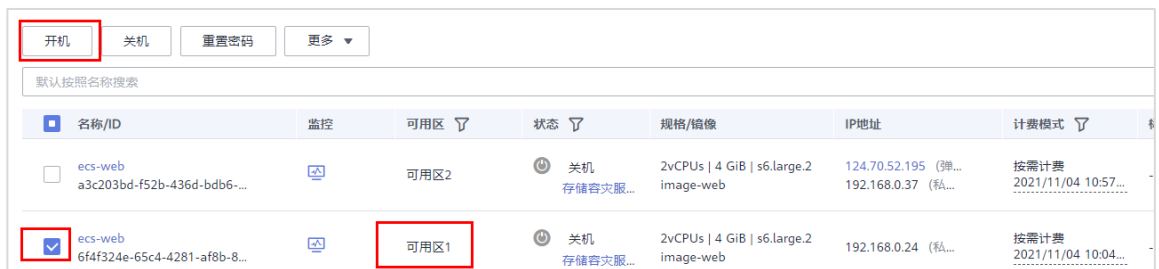 开机 关机 重置密码 更多
默认按照名称搜索
名称/ID 监控 可用区 状态 规格/镜像 IP地址 计费模式
ecs-web 关机 2vCPUs | 4 GiB | s6.large.2 124.70.52.195 (弹... 按需计费
a3c203bd-f52b-436d-bdb6-... 可用区2 存储容灾服... image-web 192.168.0.37 (私... 2021/11/04 10:57...
ecs-web 关机 2vCPUs | 4 GiB | s6.large.2 按需计费
6f4f324e-65c4-4281-af8b-8... 可用区1 存储容灾服... image-web 192.168.0.24 (私... 2021/11/04 10:04...